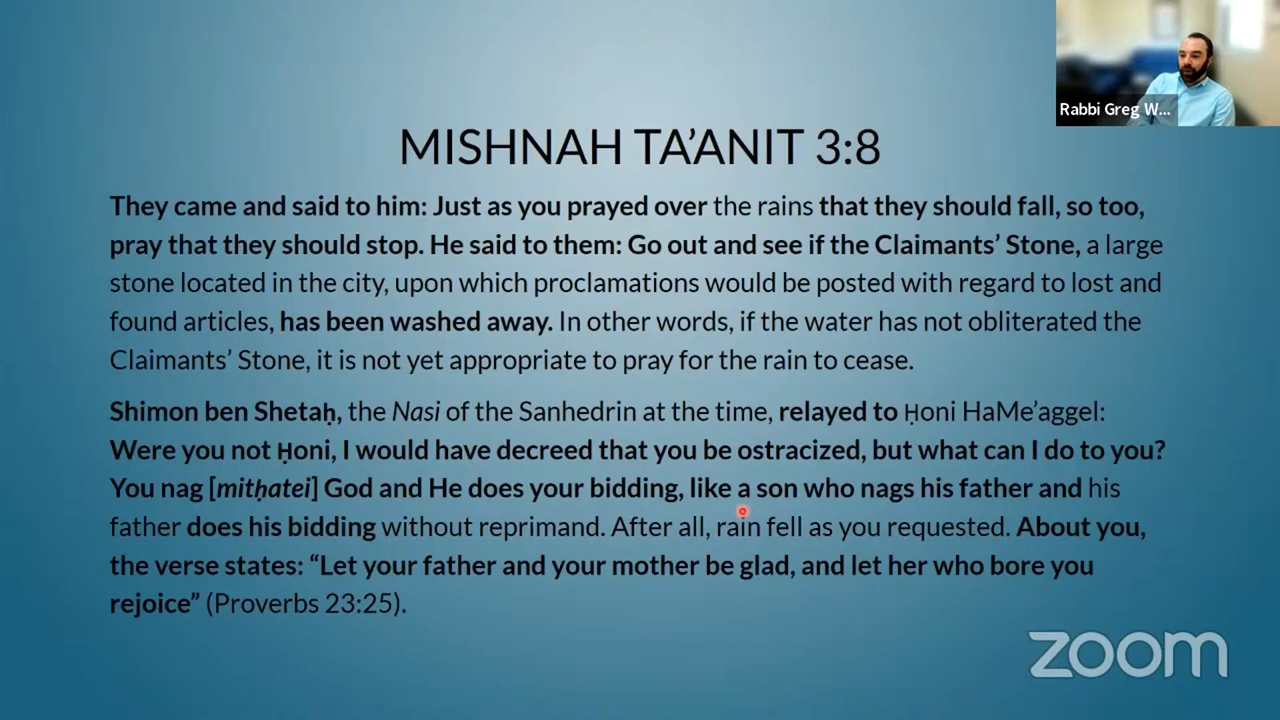 Rabbi Greg W...
MISHNAH TA’ANIT 3:8
They came and said to him: Just as you prayed over the rains that they should fall, so too,
pray that they should stop. He said to them: Go out and see if the Claimants’ Stone, a large
stone located in the city, upon which proclamations would be posted with regard to lost and
found articles, has been washed away. In other words, if the water has not obliterated the
Claimants’ Stone, it is not yet appropriate to pray for the rain to cease.
Shimon ben Shetaḥ, the Nasi of the Sanhedrin at the time, relayed to Ḥoni HaMe’aggel:
Were you not Ḥoni, I would have decreed that you be ostracized, but what can I do to you?
You nag [mitḥatei] God and He does your bidding, like a son who nags his father and his
father does his bidding without reprimand. After all, rain fell as you requested. About you,
the verse states: “Let your father and your mother be glad, and let her who bore you
rejoice” (Proverbs 23:25).
zoom